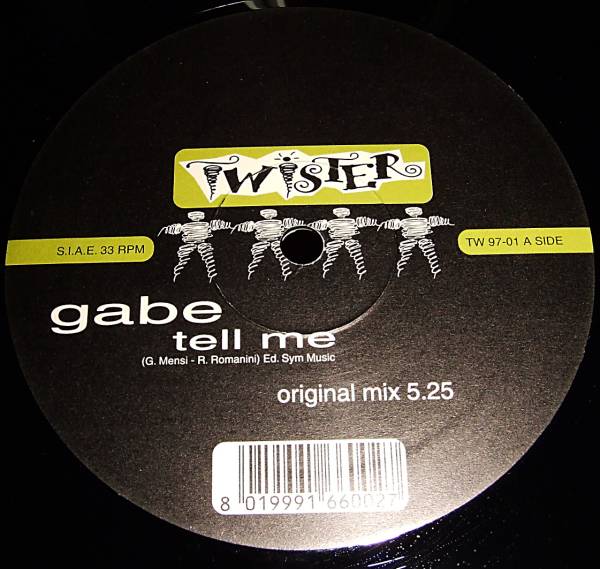 TWISTER
S.I.A.E. 33 RPM
TW 97-01 A SIDE
gabe
tell me
(G. Mensi - R. Romanini) Ed. Sym Music
original mix 5.25
8 019991 660027